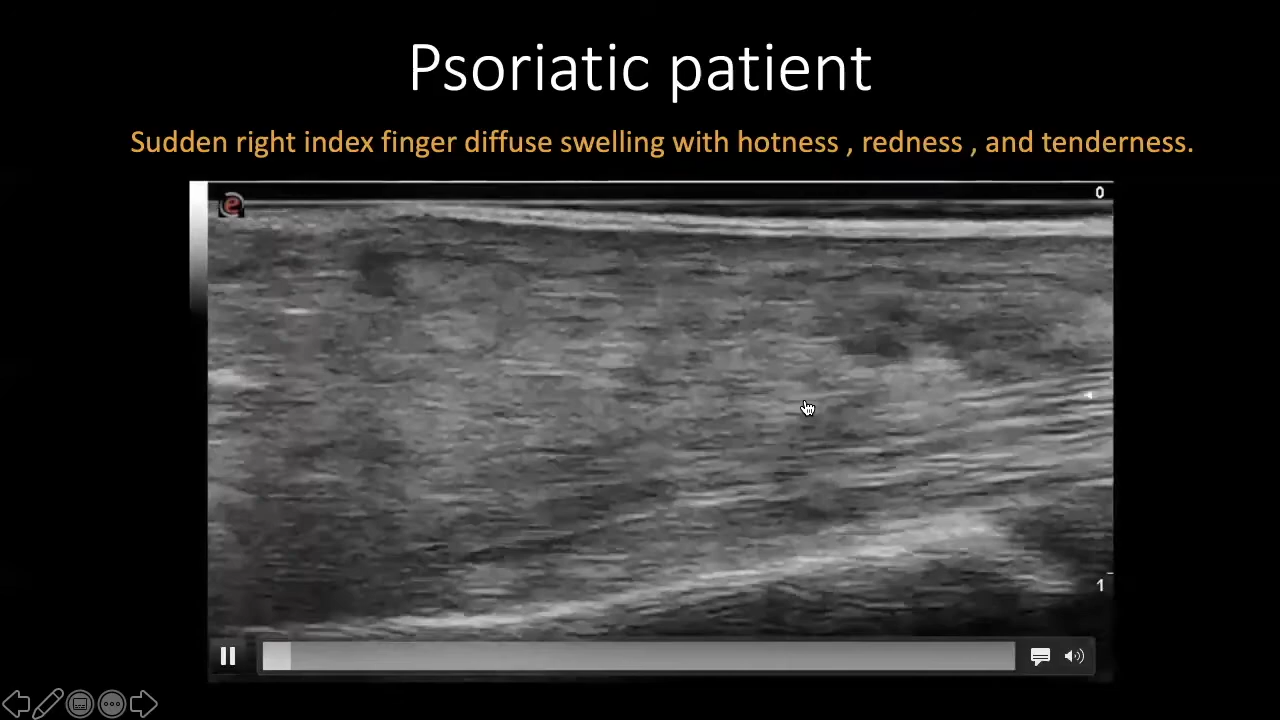 Psoriatic patient
Sudden right index finger diffuse swelling with hotness , redness , and tenderness.
e
0
1